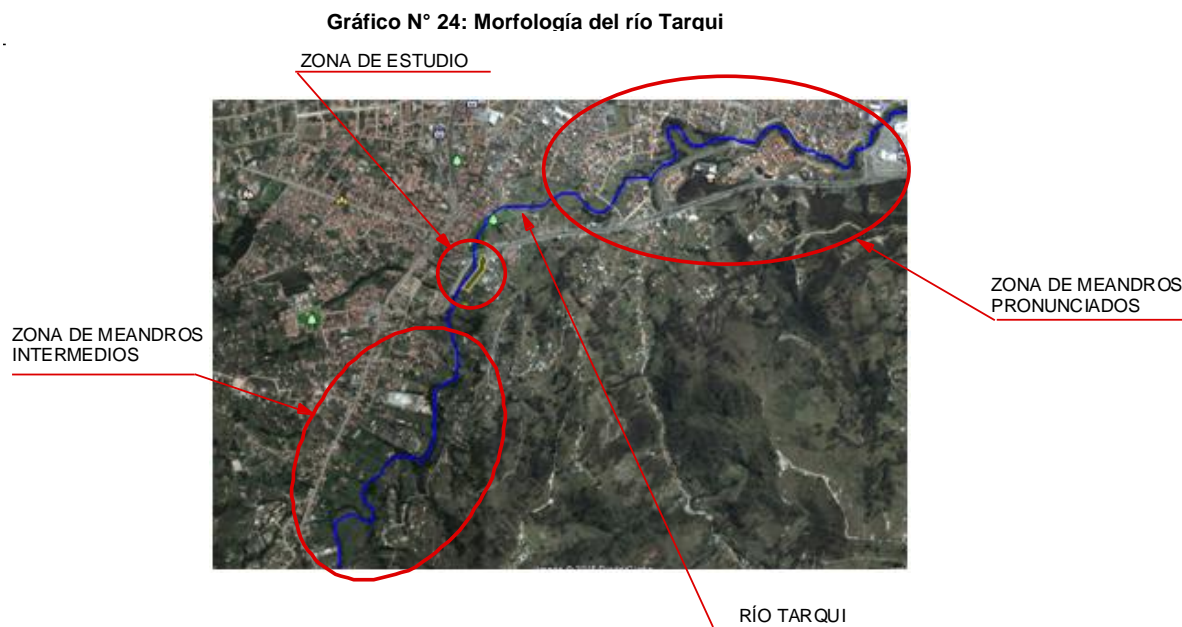 Gráfico N° 24: Morfología del río Tarqui
ZONA DE ESTUDIO
ZONA DE MEANDROS
PRONUNCIADOS
ZONA DE MEANDROS
INTERMEDIOS
RÍO TARQUI